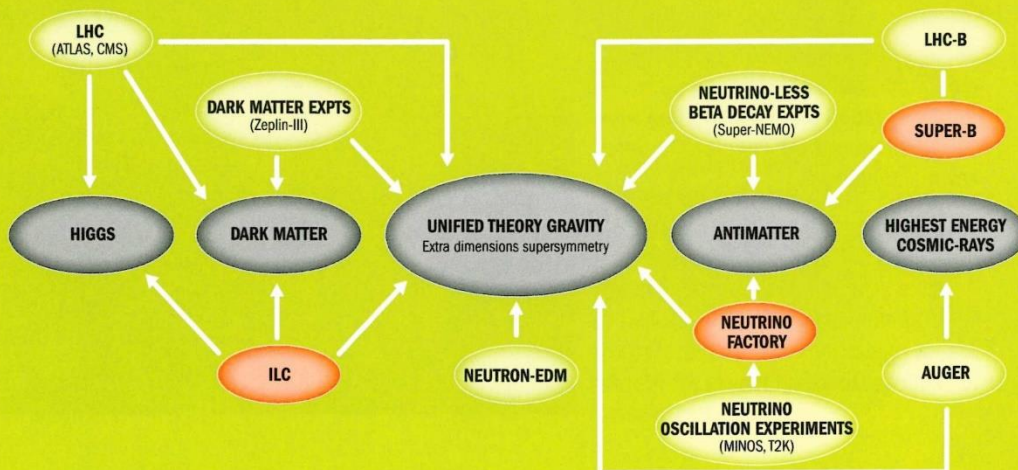 LHC
(ATLAS, CMS)
LHC-B
DARK MATTER EXPTS
(Zeplin-III)
NEUTRINO-LESS
BETA DECAY EXPTS
(Super-NEMO)
SUPER-B
HIGGS
DARK MATTER
UNIFIED THEORY GRAVITY
Extra dimensions supersymmetry
ANTIMATTER
HIGHEST ENERGY
COSMIC-RAYS
ILC
NEUTRON-EDM
NEUTRINO
FACTORY
AUGER
NEUTRINO
OSCILLATION EXPERIMENTS
(MINOS, T2K)